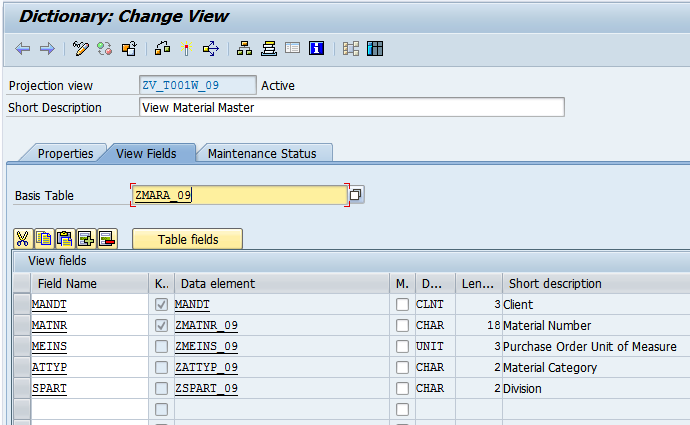 Dictionary: Change View
Projection view ZV_T001W_09 Active
Short Description View Material Master
Properties View Fields Maintenance Status
Basis Table ZMARA_09
Table fields
View fields
Field Name K.. Data element M. D... Len... Short description
MANDT MANDT CLNT 3 Client
MATNR ZMATNR_09 CHAR 18 Material Number
MEINS ZMEINS_09 UNIT 3 Purchase Order Unit of Measure
ATTYP ZATTYP_09 CHAR 2 Material Category
SPART ZSPART_09 CHAR 2 Division